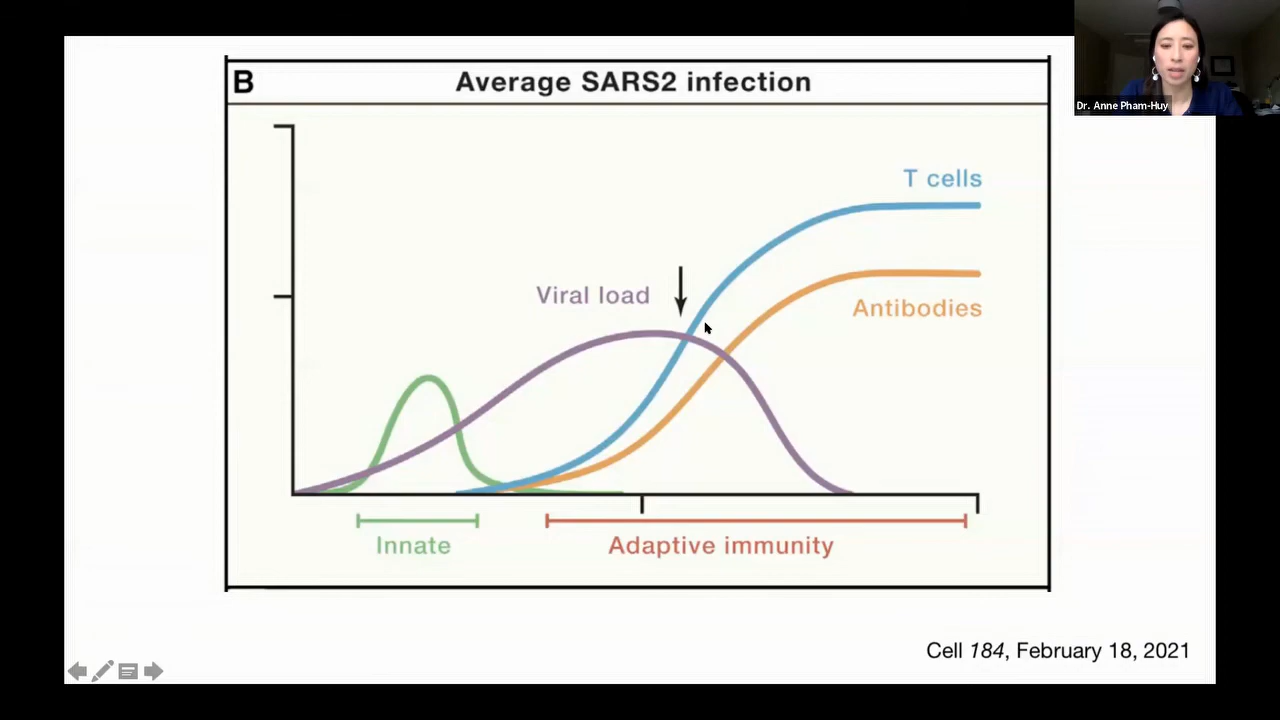 B
Average SARS2 infection
Dr. Anne Pham-Huy
T cells
Viral load
Antibodies
Innate
Adaptive immunity
Cell 184, February 18, 2021